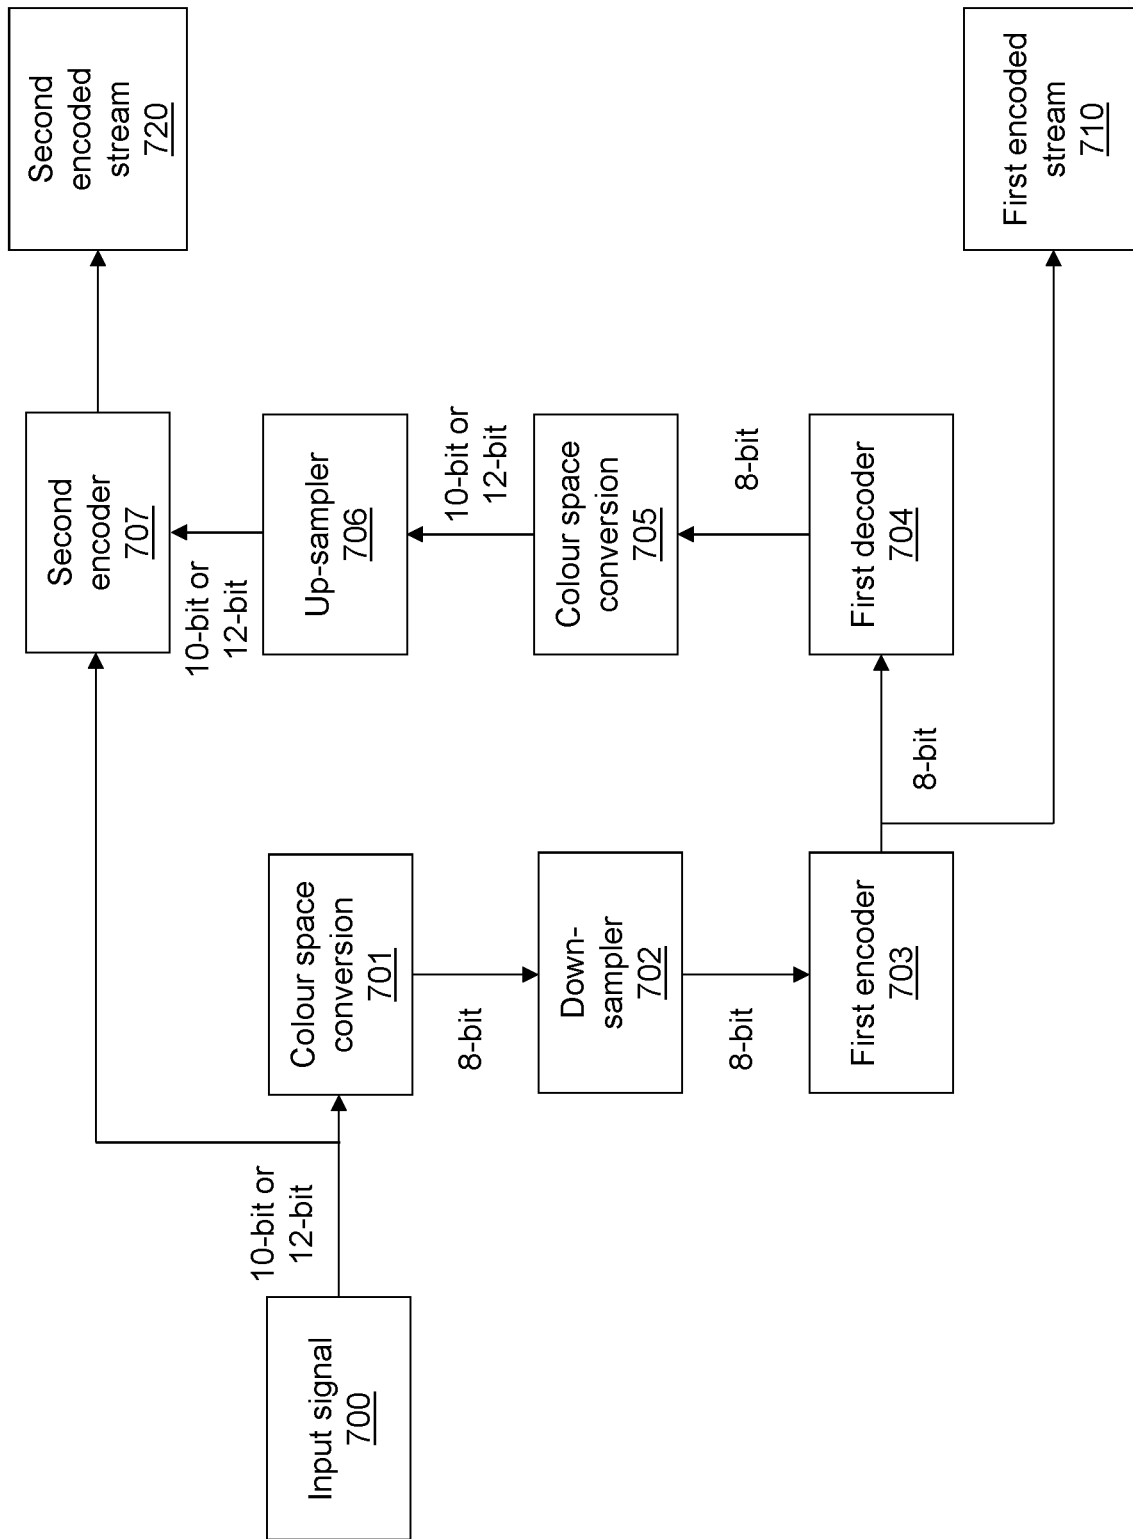 Input signal
700
10-bit or
12-bit
Colour space
conversion
701
8-bit
Down-
sampler
702
8-bit
First encoder
703
8-bit
First decoder
704
8-bit
Colour space
conversion
705
10-bit or
12-bit
Up-sampler
706
10-bit or
12-bit
Second
encoder
707
Second
encoded
stream
720
First encoded
stream
710